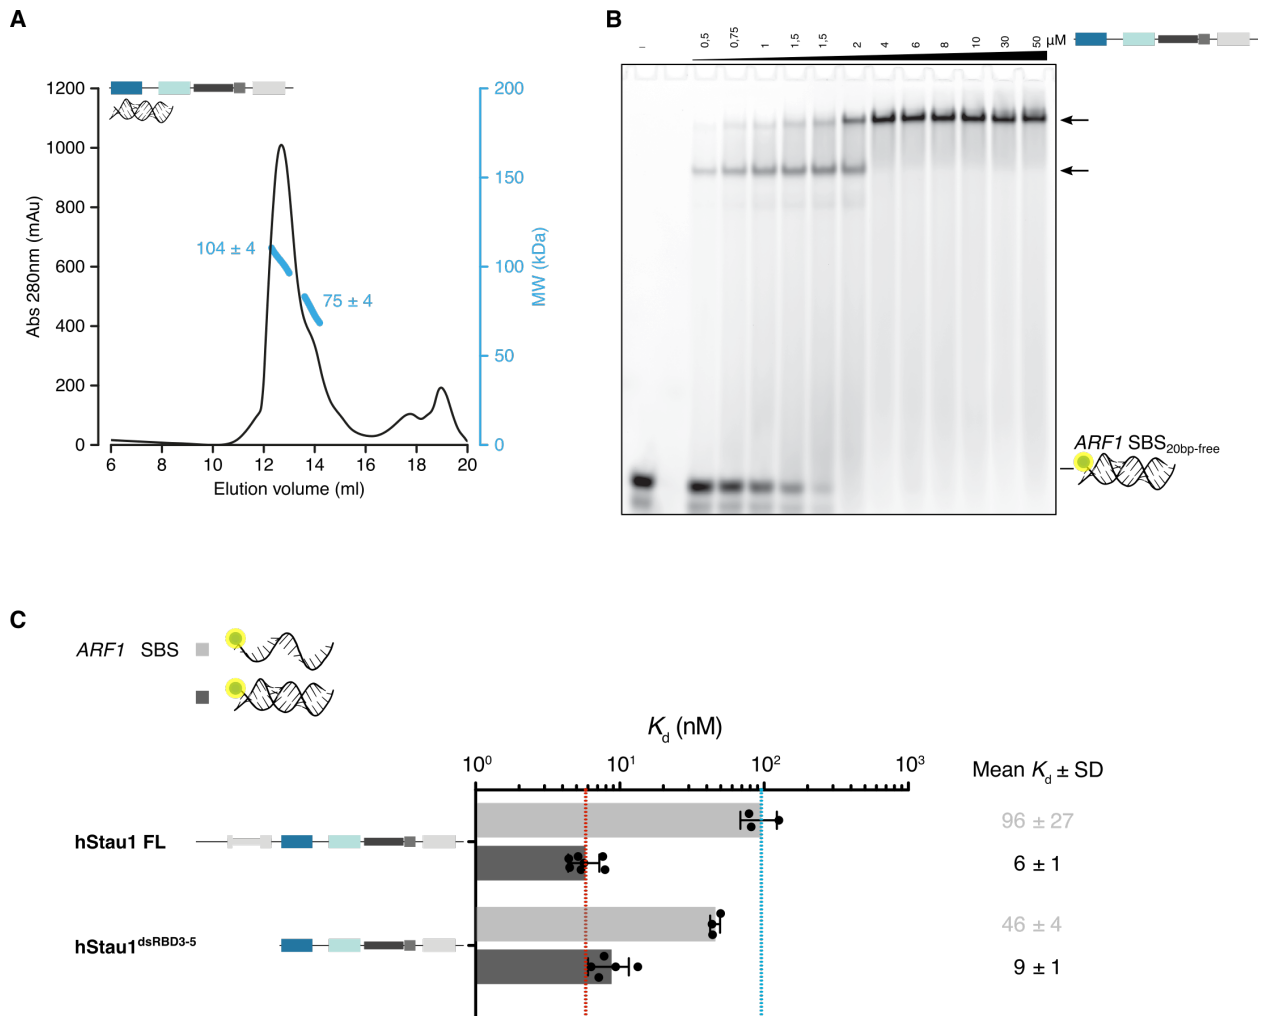 A
1200
1000
800
600
400
200
0
Abs 280nm (mAu)
6 8 10 12 14 16 18 20
Elution volume (ml)
200
150
100
50
0
MW (kDa)
104 ± 4
75 ± 4
B
– 0,5 0,75 1 1,5 1,5 2 4 6 8 10 30 50 μM
ARF1 SBS20bp-free
C
ARF1 SBS
Kd (nM)
10⁰ 10¹ 10² 10³
Mean Kd ± SD
hStau1 FL
96 ± 27
6 ± 1
hStau1dsRBD3-5
46 ± 4
9 ± 1